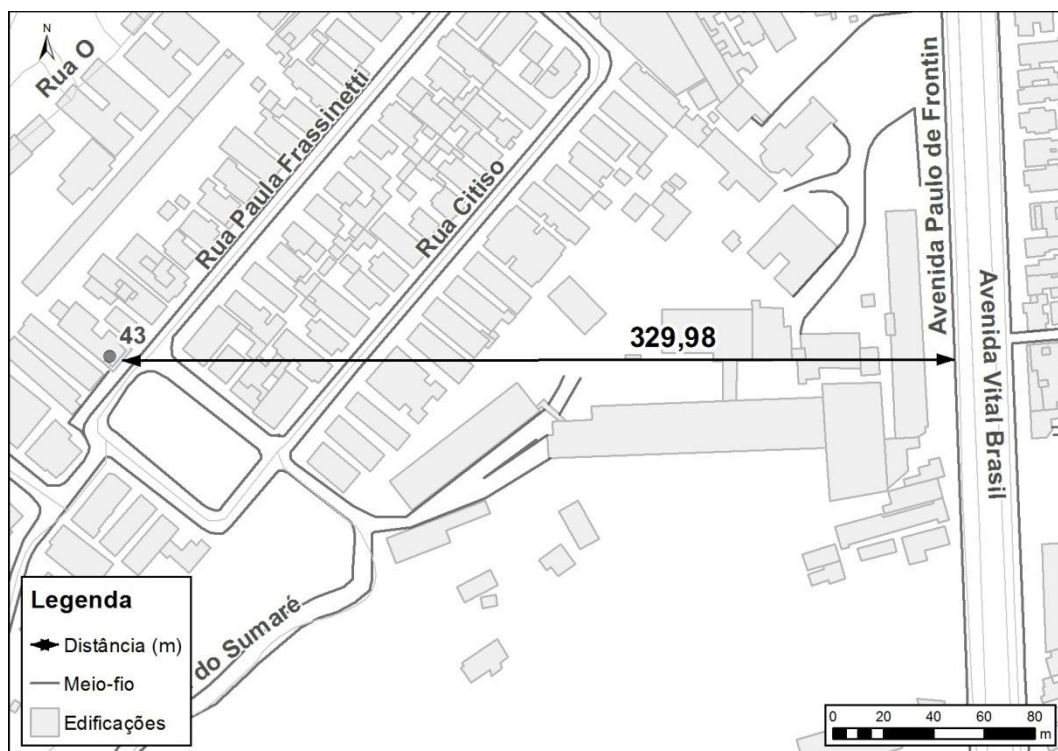 N
Rua O
Rua Paula Frassinetti
Rua Citiso
Avenida Paulo de Frontin
Avenida Vital Brasil
43
329,98
do Sumaré
Legenda
Distância (m)
Meio-fio
Edificações
0 10 20 40 60 80
m